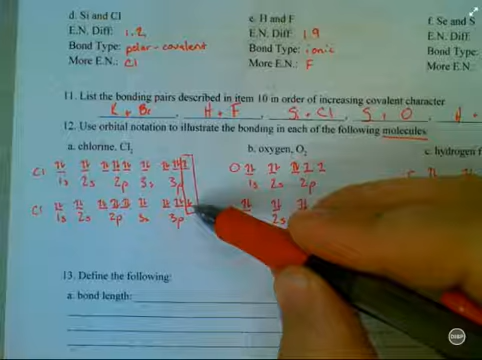 d. Si and Cl e. H and F f. Se and S
E.N. Diff: 1.2 E.N. Diff: 1.9 E.N. Diff:
Bond Type: polar-covalent Bond Type: ionic Bond Type:
More E.N.: Cl More E.N.: F More E.N.:
11. List the bonding pairs described in item 10 in order of increasing covalent character
K + Br H + F Si + Cl S, O
12. Use orbital notation to illustrate the bonding in each of the following molecules
a. chlorine, Cl2 b. oxygen, O2 c. hydrogen
Cl O
1s 2s 2p 3s 3p 1s 2s 2p
Cl
1s 2s 2p 3s 3p 2s
13. Define the following:
a. bond length: